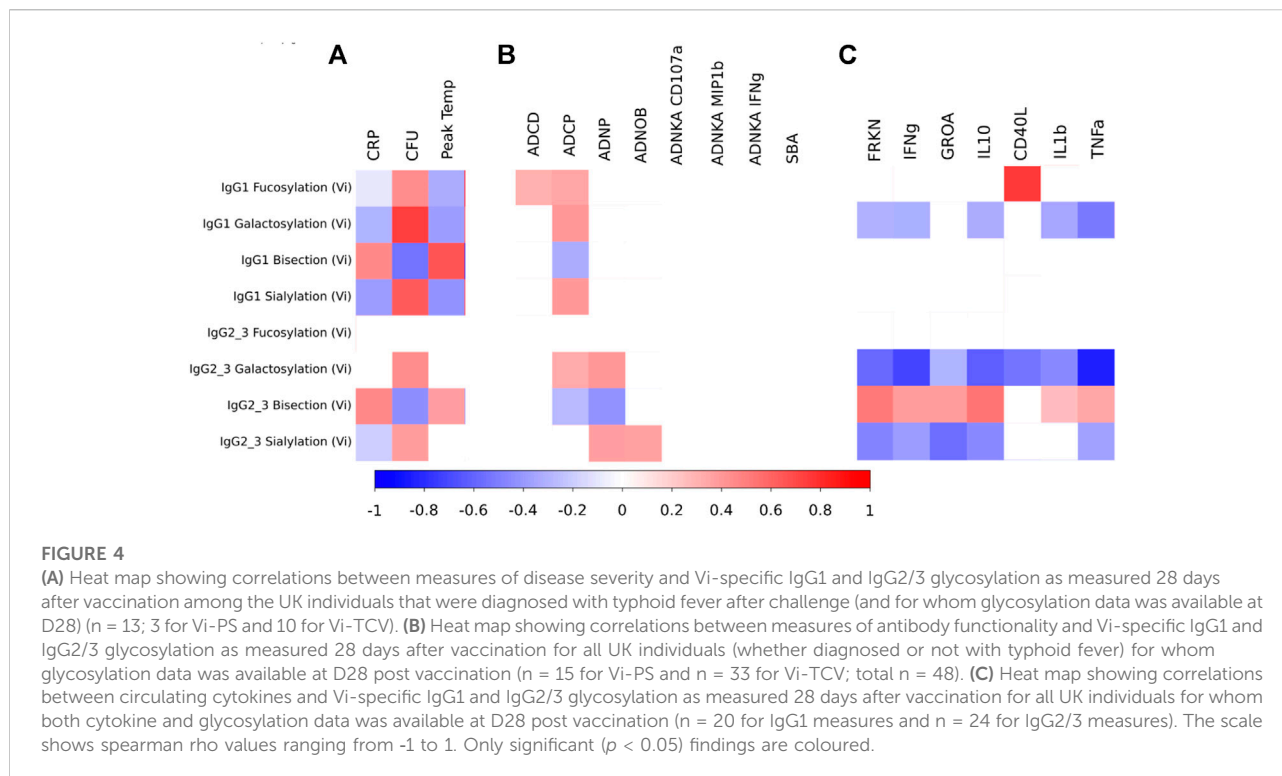 A
B
C
CRP
CFU
Peak Temp
ADCD
ADCP
ADNP
ADNOB
ADNKA CD107a
ADNKA MIP1b
ADNKA IFNg
SBA
FRKN
IFNg
GROA
IL10
CD40L
IL1b
TNFa
IgG1 Fucosylation (Vi)
IgG1 Galactosylation (Vi)
IgG1 Bisection (Vi)
IgG1 Sialylation (Vi)
IgG2_3 Fucosylation (Vi)
IgG2_3 Galactosylation (Vi)
IgG2_3 Bisection (Vi)
IgG2_3 Sialylation (Vi)
-1 -0.8 -0.6 -0.4 -0.2 0 0.2 0.4 0.6 0.8 1
FIGURE 4
(A) Heat map showing correlations between measures of disease severity and Vi-specific IgG1 and IgG2/3 glycosylation as measured 28 days
after vaccination among the UK individuals that were diagnosed with typhoid fever after challenge (and for whom glycosylation data was available at
D28) (n = 13; 3 for Vi-PS and 10 for Vi-TCV). (B) Heat map showing correlations between measures of antibody functionality and Vi-specific IgG1 and
IgG2/3 glycosylation as measured 28 days after vaccination for all UK individuals (whether diagnosed or not with typhoid fever) for whom
glycosylation data was available at D28 post vaccination (n = 15 for Vi-PS and n = 33 for Vi-TCV; total n = 48). (C) Heat map showing correlations
between circulating cytokines and Vi-specific IgG1 and IgG2/3 glycosylation as measured 28 days after vaccination for all UK individuals for whom
both cytokine and glycosylation data was available at D28 post vaccination (n = 20 for IgG1 measures and n = 24 for IgG2/3 measures). The scale
shows spearman rho values ranging from -1 to 1. Only significant (p < 0.05) findings are coloured.